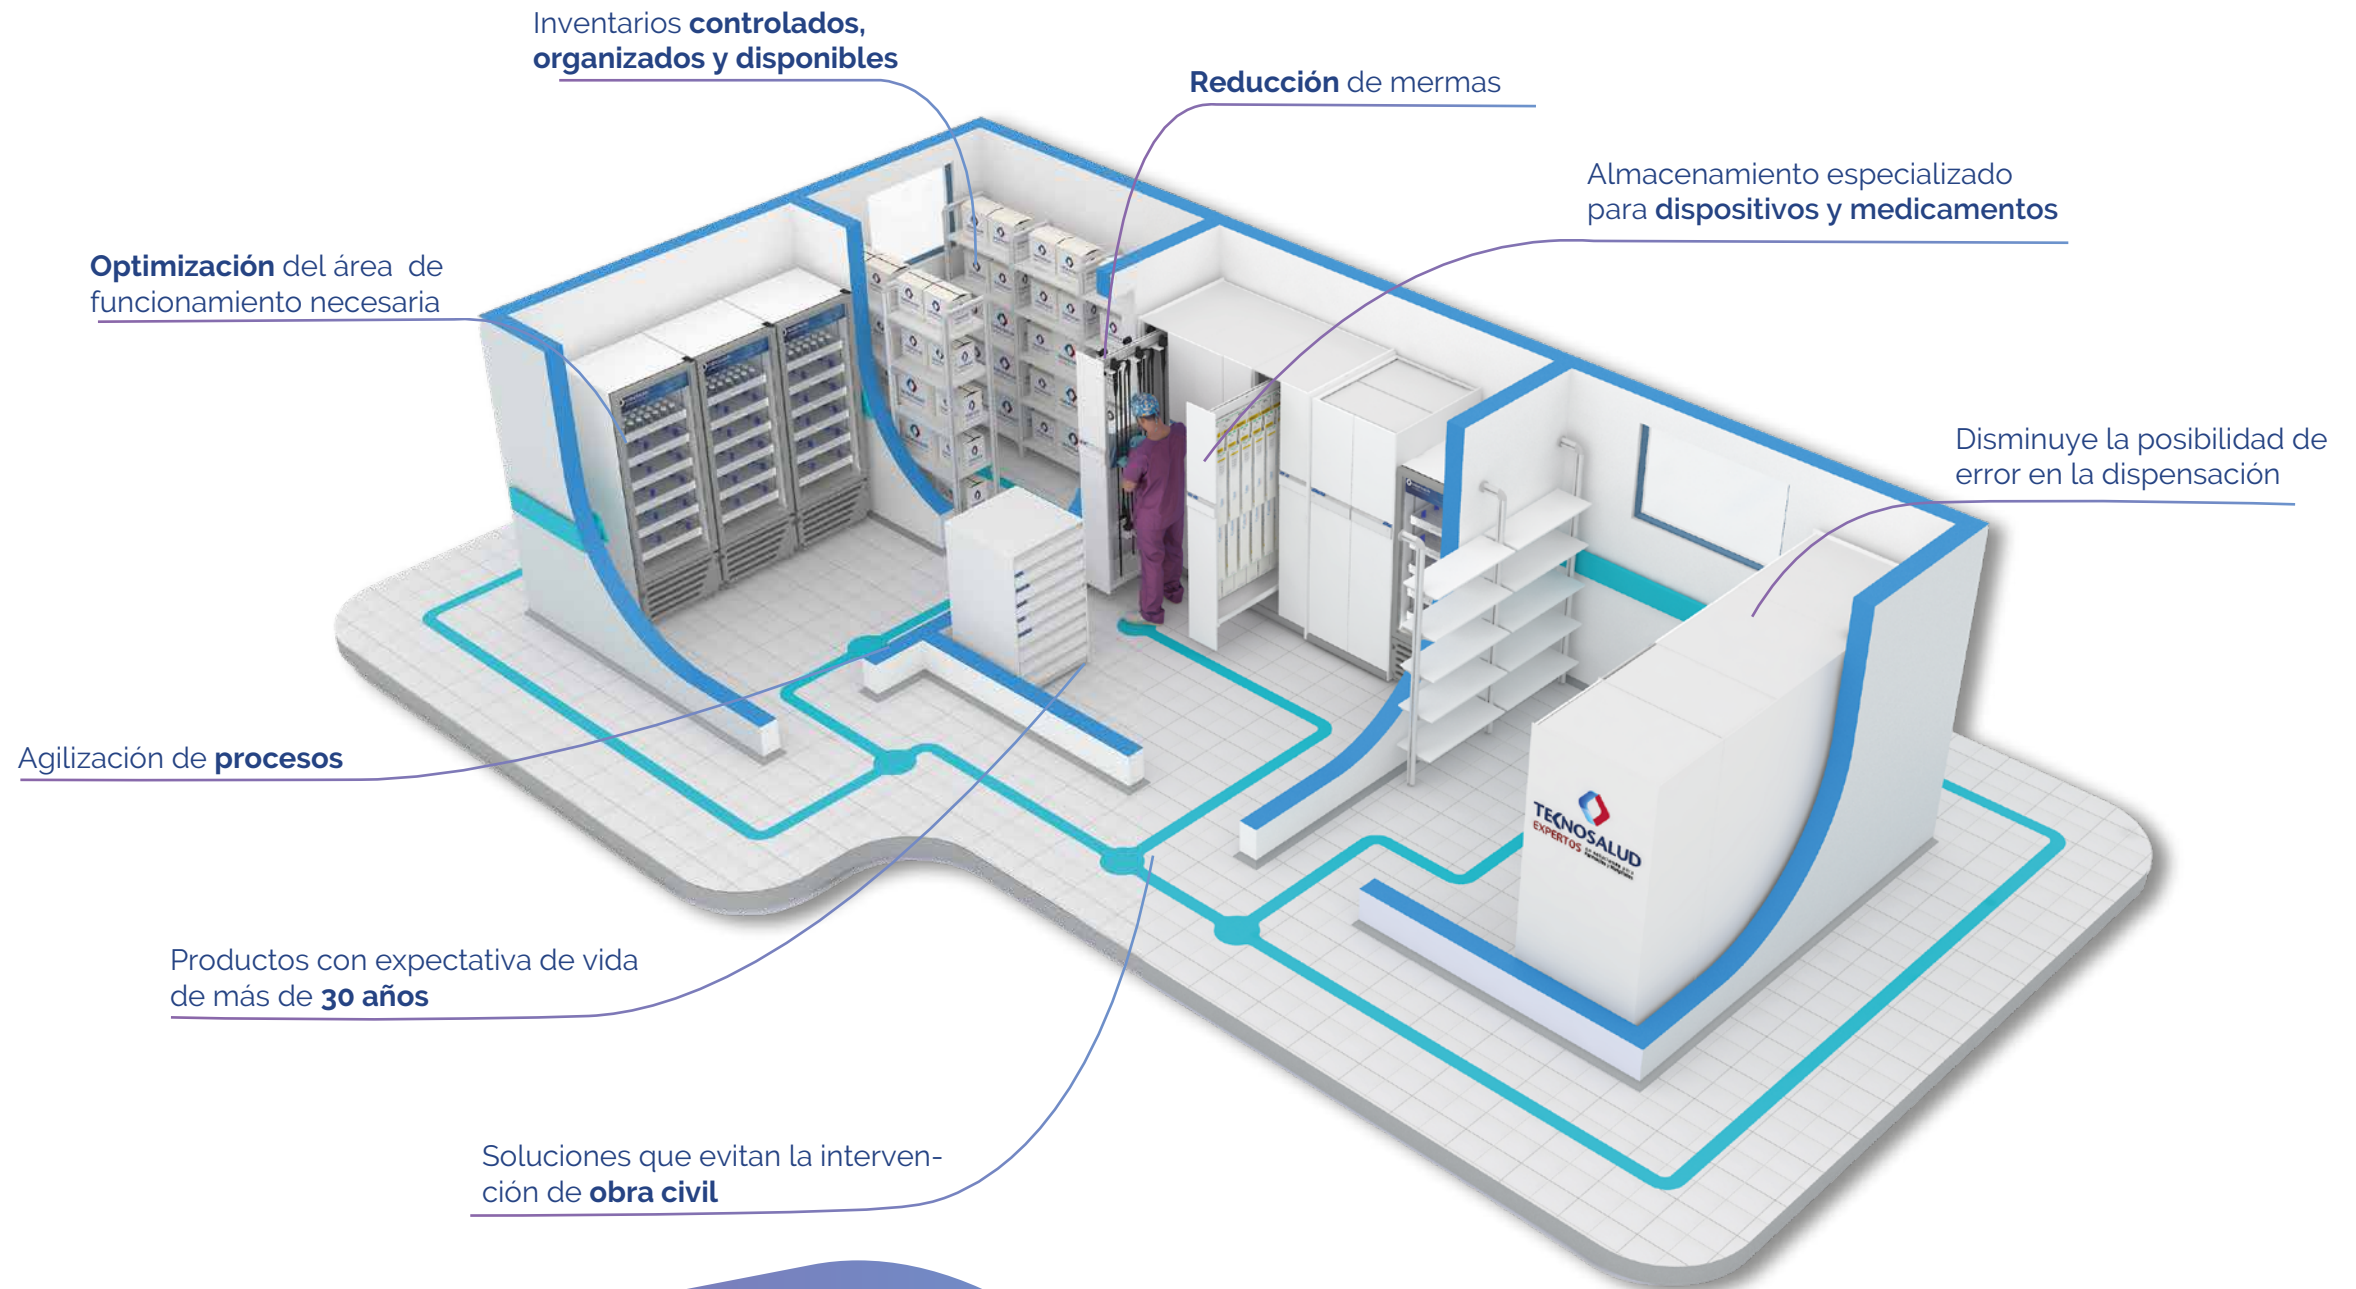 Inventarios controlados,
organizados y disponibles
Reducción de mermas
Almacenamiento especializado
para dispositivos y medicamentos
Optimización del área de
funcionamiento necesaria
Disminuye la posibilidad de
error en la dispensación
Agilización de procesos
TECNOSALUD
EXPERTOS
Productos con expectativa de vida
de más de 30 años
Soluciones que evitan la interven-
ción de obra civil